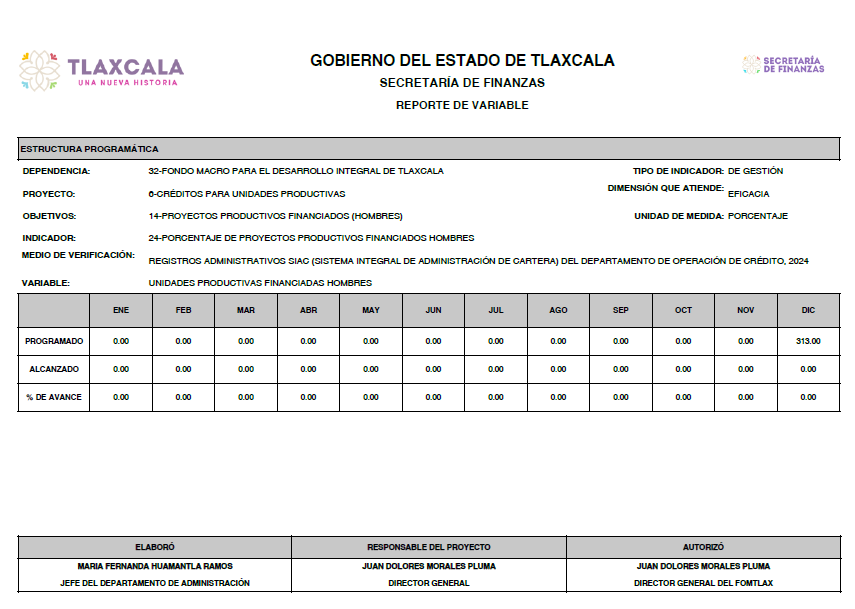 TLAXCALA
UNA NUEVA HISTORIA
GOBIERNO DEL ESTADO DE TLAXCALA
SECRETARÍA DE FINANZAS
REPORTE DE VARIABLE
SECRETARÍA
DE FINANZAS
ESTRUCTURA PROGRAMÁTICA
DEPENDENCIA: 32-FONDO MACRO PARA EL DESARROLLO INTEGRAL DE TLAXCALA TIPO DE INDICADOR: DE GESTIÓN
PROYECTO: 6-CRÉDITOS PARA UNIDADES PRODUCTIVAS DIMENSIÓN QUE ATIENDE: EFICACIA
OBJETIVOS: 14-PROYECTOS PRODUCTIVOS FINANCIADOS (HOMBRES) UNIDAD DE MEDIDA: PORCENTAJE
INDICADOR: 24-PORCENTAJE DE PROYECTOS PRODUCTIVOS FINANCIADOS HOMBRES
MEDIO DE VERIFICACIÓN: REGISTROS ADMINISTRATIVOS SIAC (SISTEMA INTEGRAL DE ADMINISTRACIÓN DE CARTERA) DEL DEPARTAMENTO DE OPERACIÓN DE CRÉDITO, 2024
VARIABLE: UNIDADES PRODUCTIVAS FINANCIADAS HOMBRES
ENE FEB MAR ABR MAY JUN JUL AGO SEP OCT NOV DIC
PROGRAMADO 0.00 0.00 0.00 0.00 0.00 0.00 0.00 0.00 0.00 0.00 0.00 313.00
ALCANZADO 0.00 0.00 0.00 0.00 0.00 0.00 0.00 0.00 0.00 0.00 0.00 0.00
% DE AVANCE 0.00 0.00 0.00 0.00 0.00 0.00 0.00 0.00 0.00 0.00 0.00 0.00
ELABORÓ RESPONSABLE DEL PROYECTO AUTORIZÓ
MARIA FERNANDA HUAMANTLA RAMOS JUAN DOLORES MORALES PLUMA JUAN DOLORES MORALES PLUMA
JEFE DEL DEPARTAMENTO DE ADMINISTRACIÓN DIRECTOR GENERAL DIRECTOR GENERAL DEL FOMTLAX